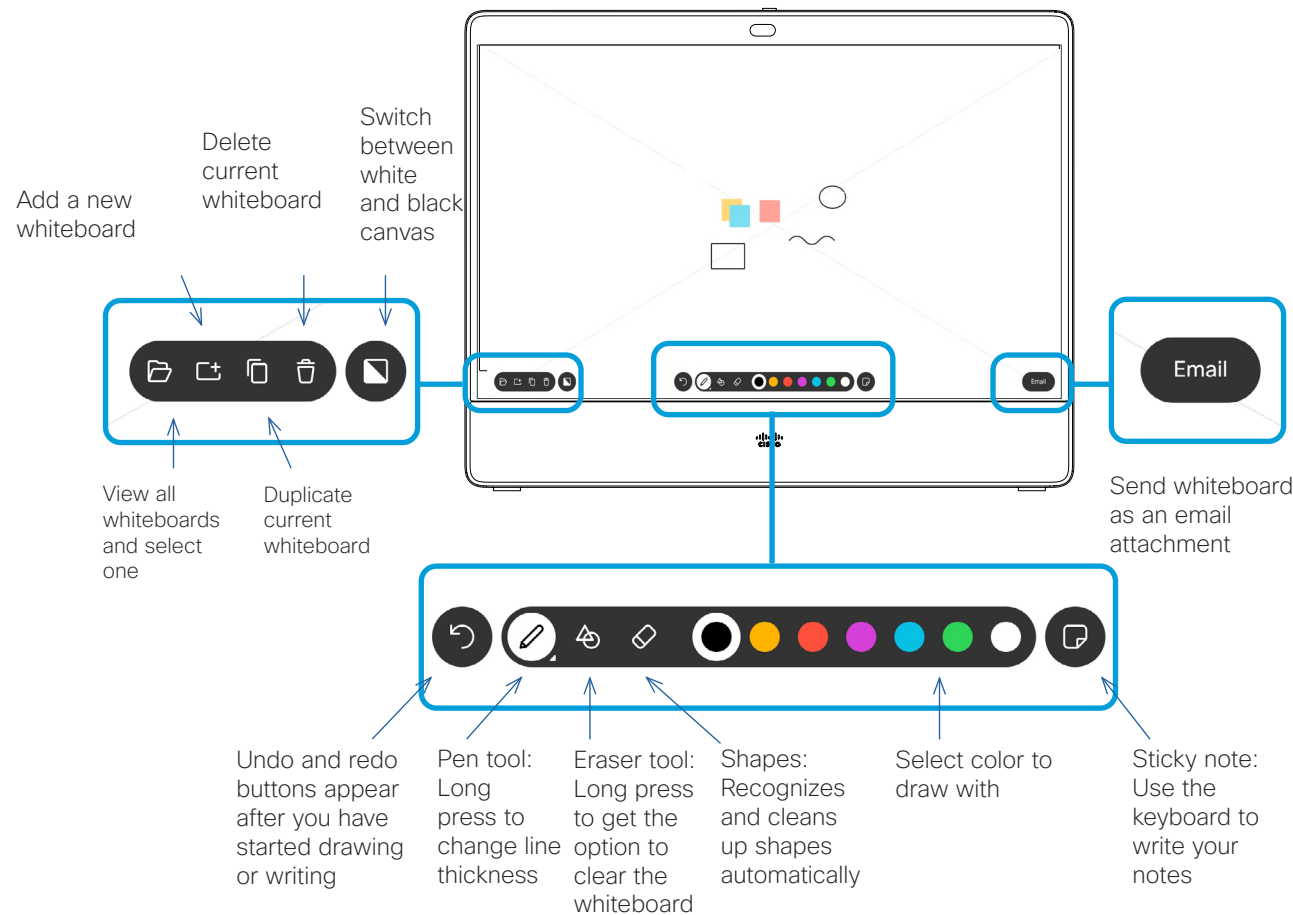 Add a new
whiteboard
Delete
current
whiteboard
Switch
between
white
and black
canvas
Email
Email
CISCO
View all
whiteboards
and select
one
Duplicate
current
whiteboard
Send whiteboard
as an email
attachment
Undo and redo
buttons appear
after you have
started drawing
or writing
Pen tool:
Long
press to
change line
thickness
Eraser tool:
Long press
to get the
option to
clear the
whiteboard
Shapes:
Recognizes
and cleans
up shapes
automatically
Select color to
draw with
Sticky note:
Use the
keyboard to
write your
notes